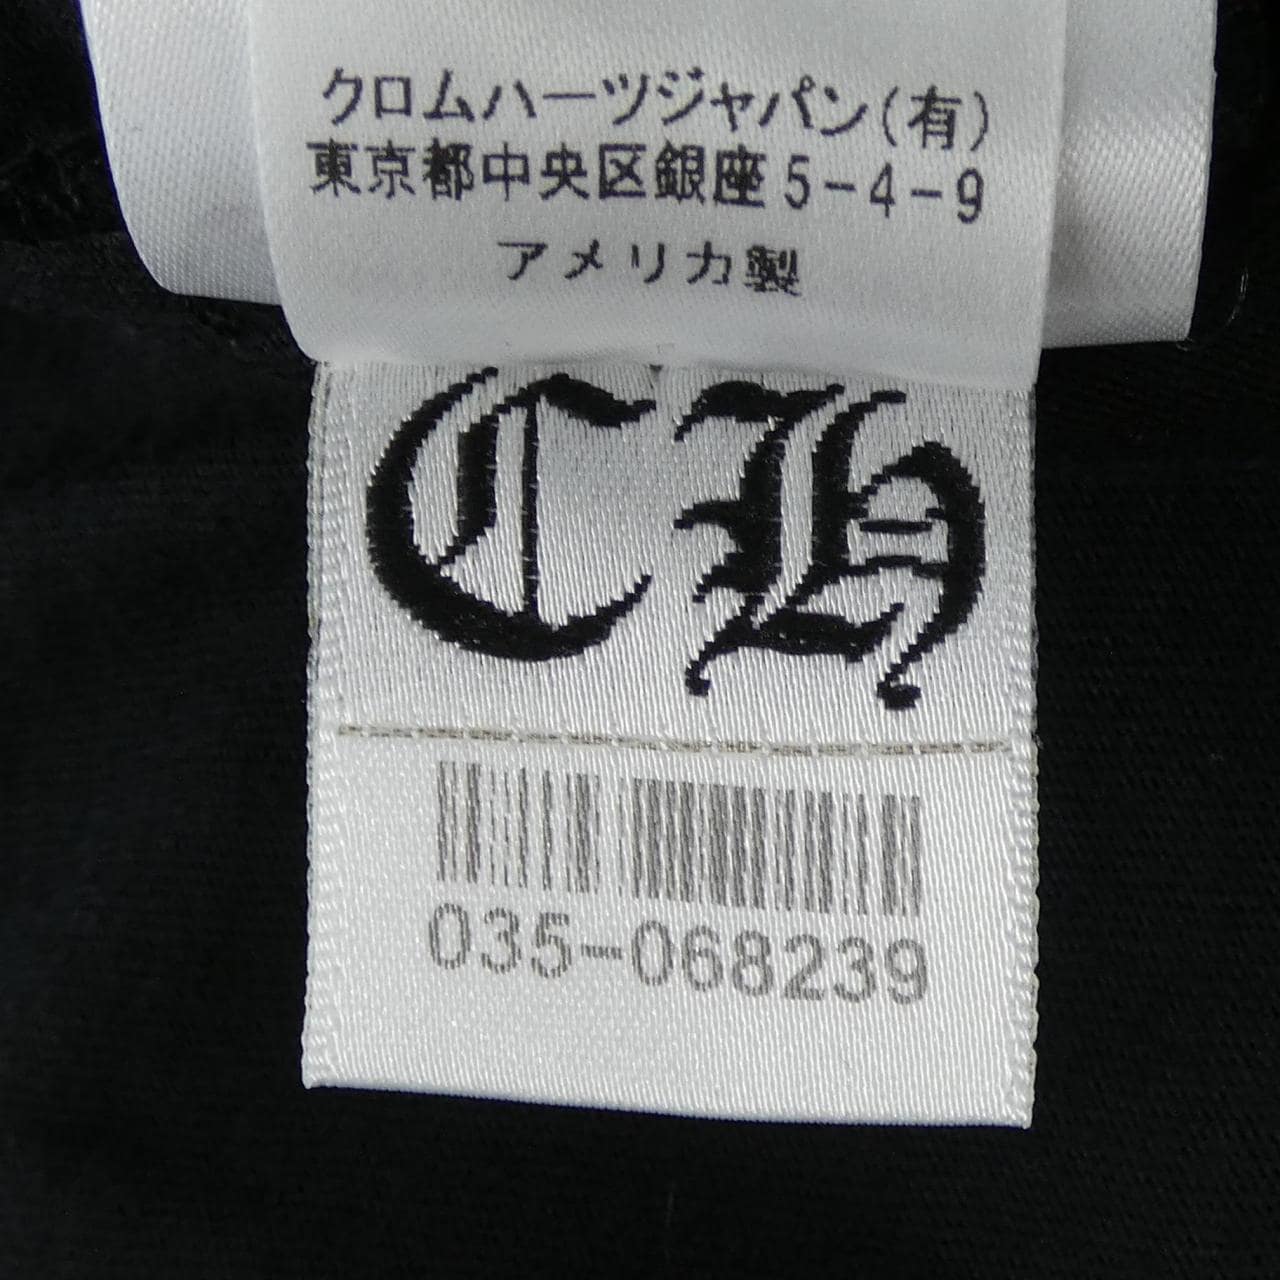 クロムハーツジャパン(有)
東京都中央区銀座5-4-9
アメリカ製
CH
035-068239